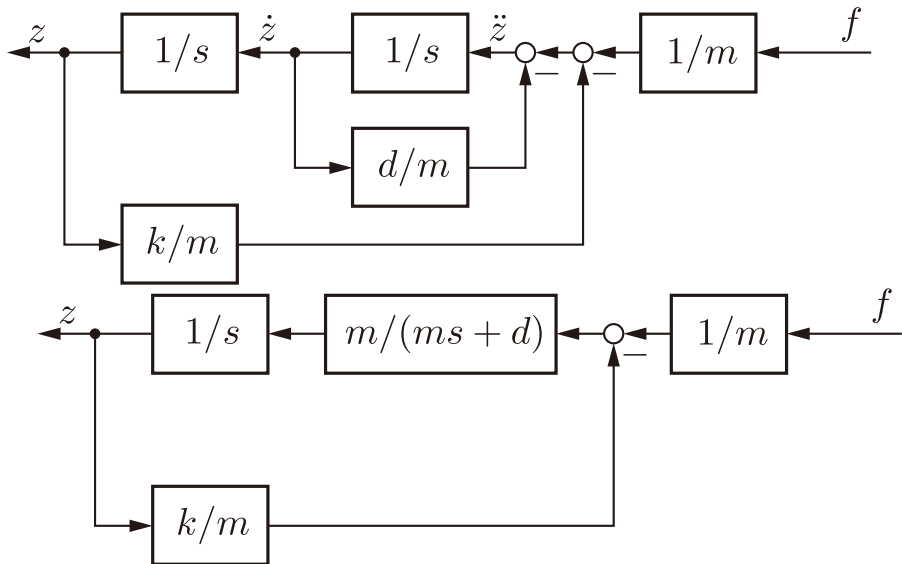 z 1/s ż 1/s z̈ − − 1/m f
d/m
k/m
z 1/s m/(ms + d) − 1/m f
k/m